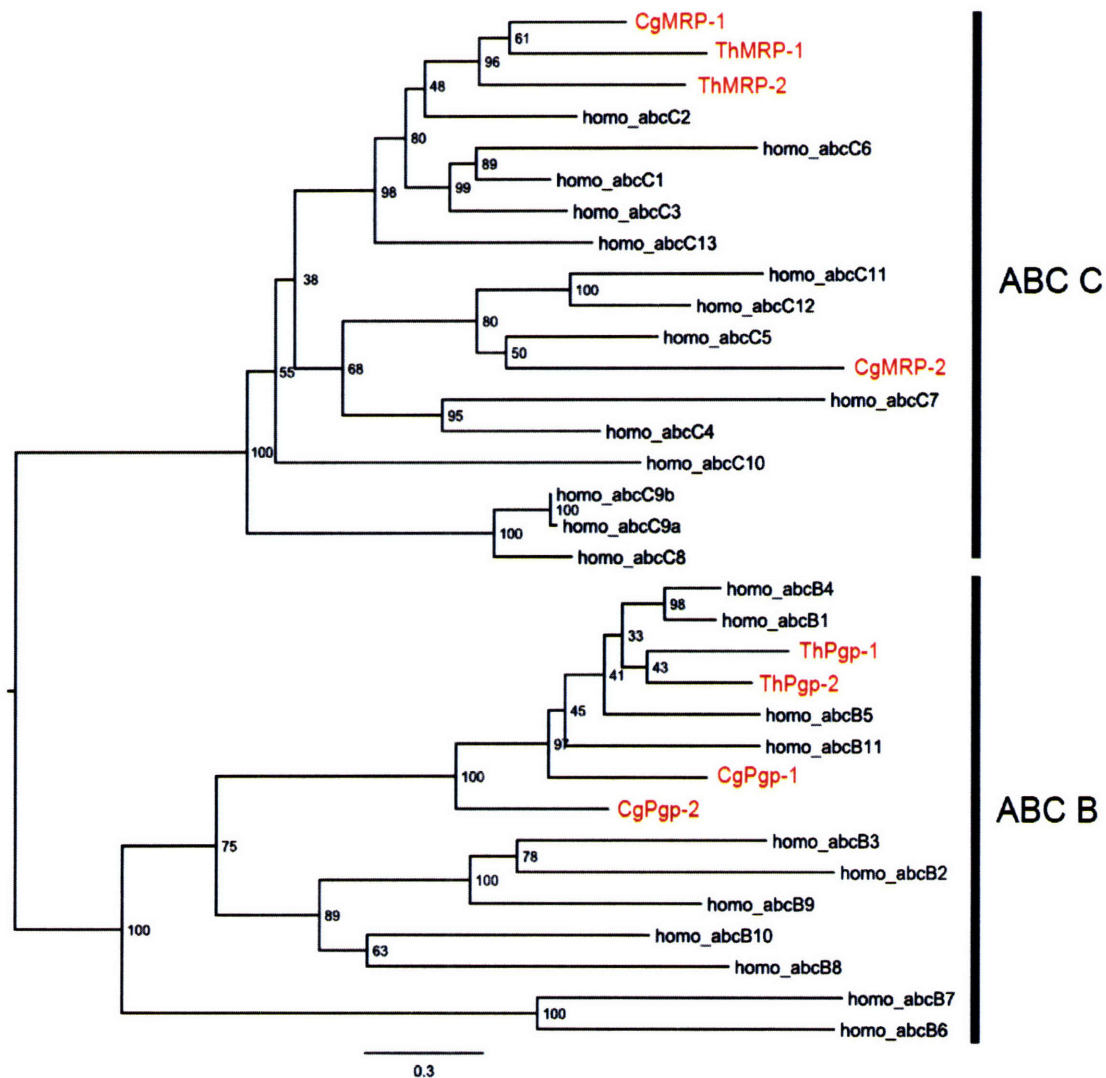 CgMRP-1
61
ThMRP-1
96
ThMRP-2
48
homo_abcC2
80
homo_abcC6
89
homo_abcC1
99
98
homo_abcC3
homo_abcC13
homo_abcC11
38
ABC C
100
homo_abcC12
80
homo_abcC5
50
55
68
CgMRP-2
homo_abcC7
95
homo_abcC4
100
homo_abcC10
homo_abcC9b
100
homo_abcC9a
100
homo_abcC8
homo_abcB4
98
homo_abcB1
33
ThPgp-1
43
41
ThPgp-2
45
homo_abcB5
97
homo_abcB11
100
CgPgp-1
CgPgp-2
ABC B
75
homo_abcB3
78
homo_abcB2
100
homo_abcB9
89
100
homo_abcB10
63
homo_abcB8
homo_abcB7
100
homo_abcB6
0.3